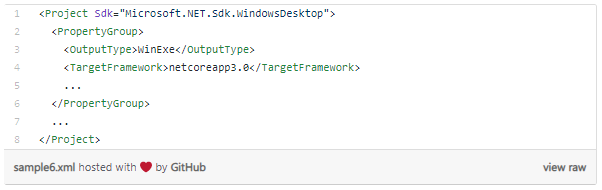 1 <Project Sdk="Microsoft.NET.Sdk.WindowsDesktop">
2 <PropertyGroup>
3 <OutputType>WinExe</OutputType>
4 <TargetFramework>netcoreapp3.0</TargetFramework>
5 ...
6 </PropertyGroup>
7 ...
8 </Project>
sample6.xml hosted with ❤ by GitHub view raw